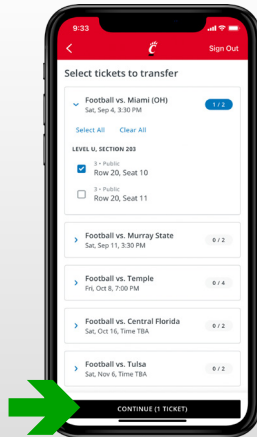 9:33
Sign Out
Select tickets to transfer
Football vs. Miami (OH)
1 / 2
Sat, Sep 4, 3:30 PM
Select All Clear All
LEVEL U, SECTION 203
3 • Public
Row 20, Seat 10
3 • Public
Row 20, Seat 11
Football vs. Murray State
0 / 2
Sat, Sep 11, 3:30 PM
Football vs. Temple
0 / 4
Fri, Oct 8, 7:00 PM
Football vs. Central Florida
0 / 2
Sat, Oct 16, Time TBA
Football vs. Tulsa
0 / 2
Sat, Nov 6, Time TBA
CONTINUE (1 TICKET)